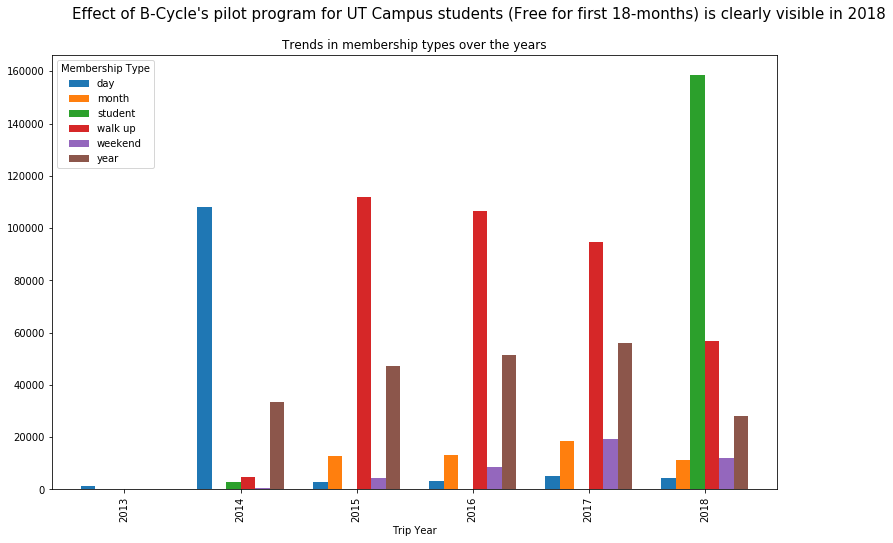 Effect of B-Cycle's pilot program for UT Campus students (Free for first 18-months) is clearly visible in 2018
Trends in membership types over the years
Membership Type
day
month
student
walk up
weekend
year
160000
140000
120000
100000
80000
60000
40000
20000
0
2013
2014
2015
2016
2017
2018
Trip Year